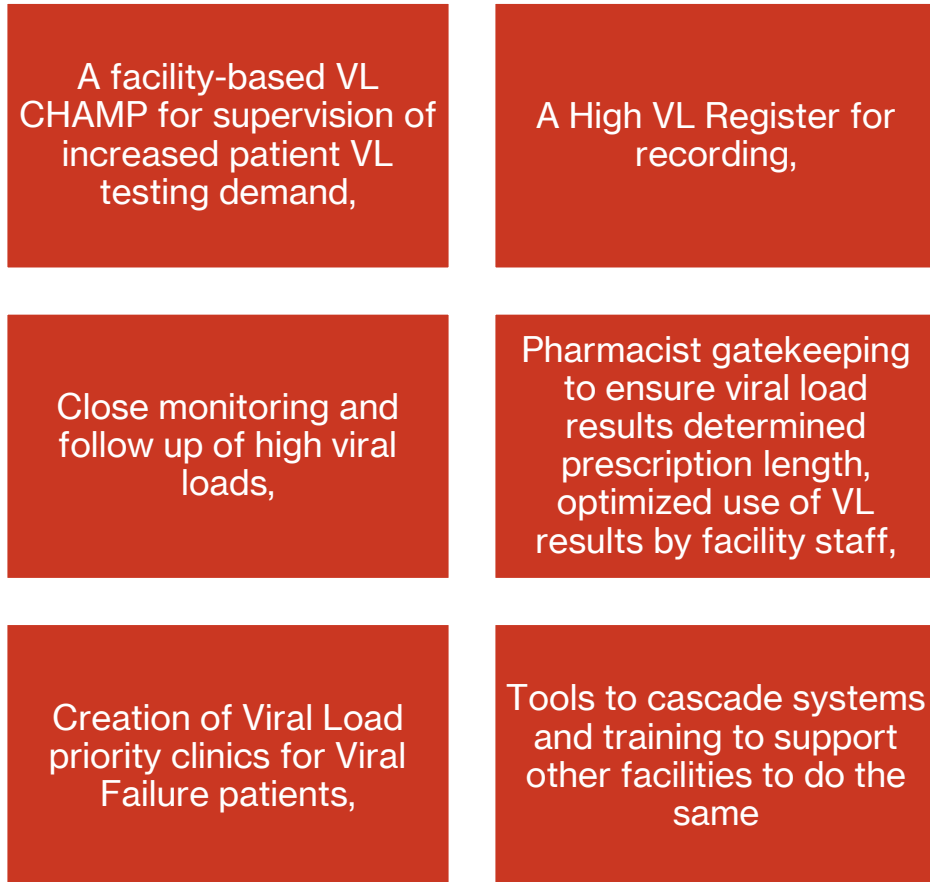 A facility-based VL
CHAMP for supervision of
increased patient VL
testing demand,
A High VL Register for
recording,
Close monitoring and
follow up of high viral
loads,
Pharmacist gatekeeping
to ensure viral load
results determined
prescription length,
optimized use of VL
results by facility staff,
Creation of Viral Load
priority clinics for Viral
Failure patients,
Tools to cascade systems
and training to support
other facilities to do the
same